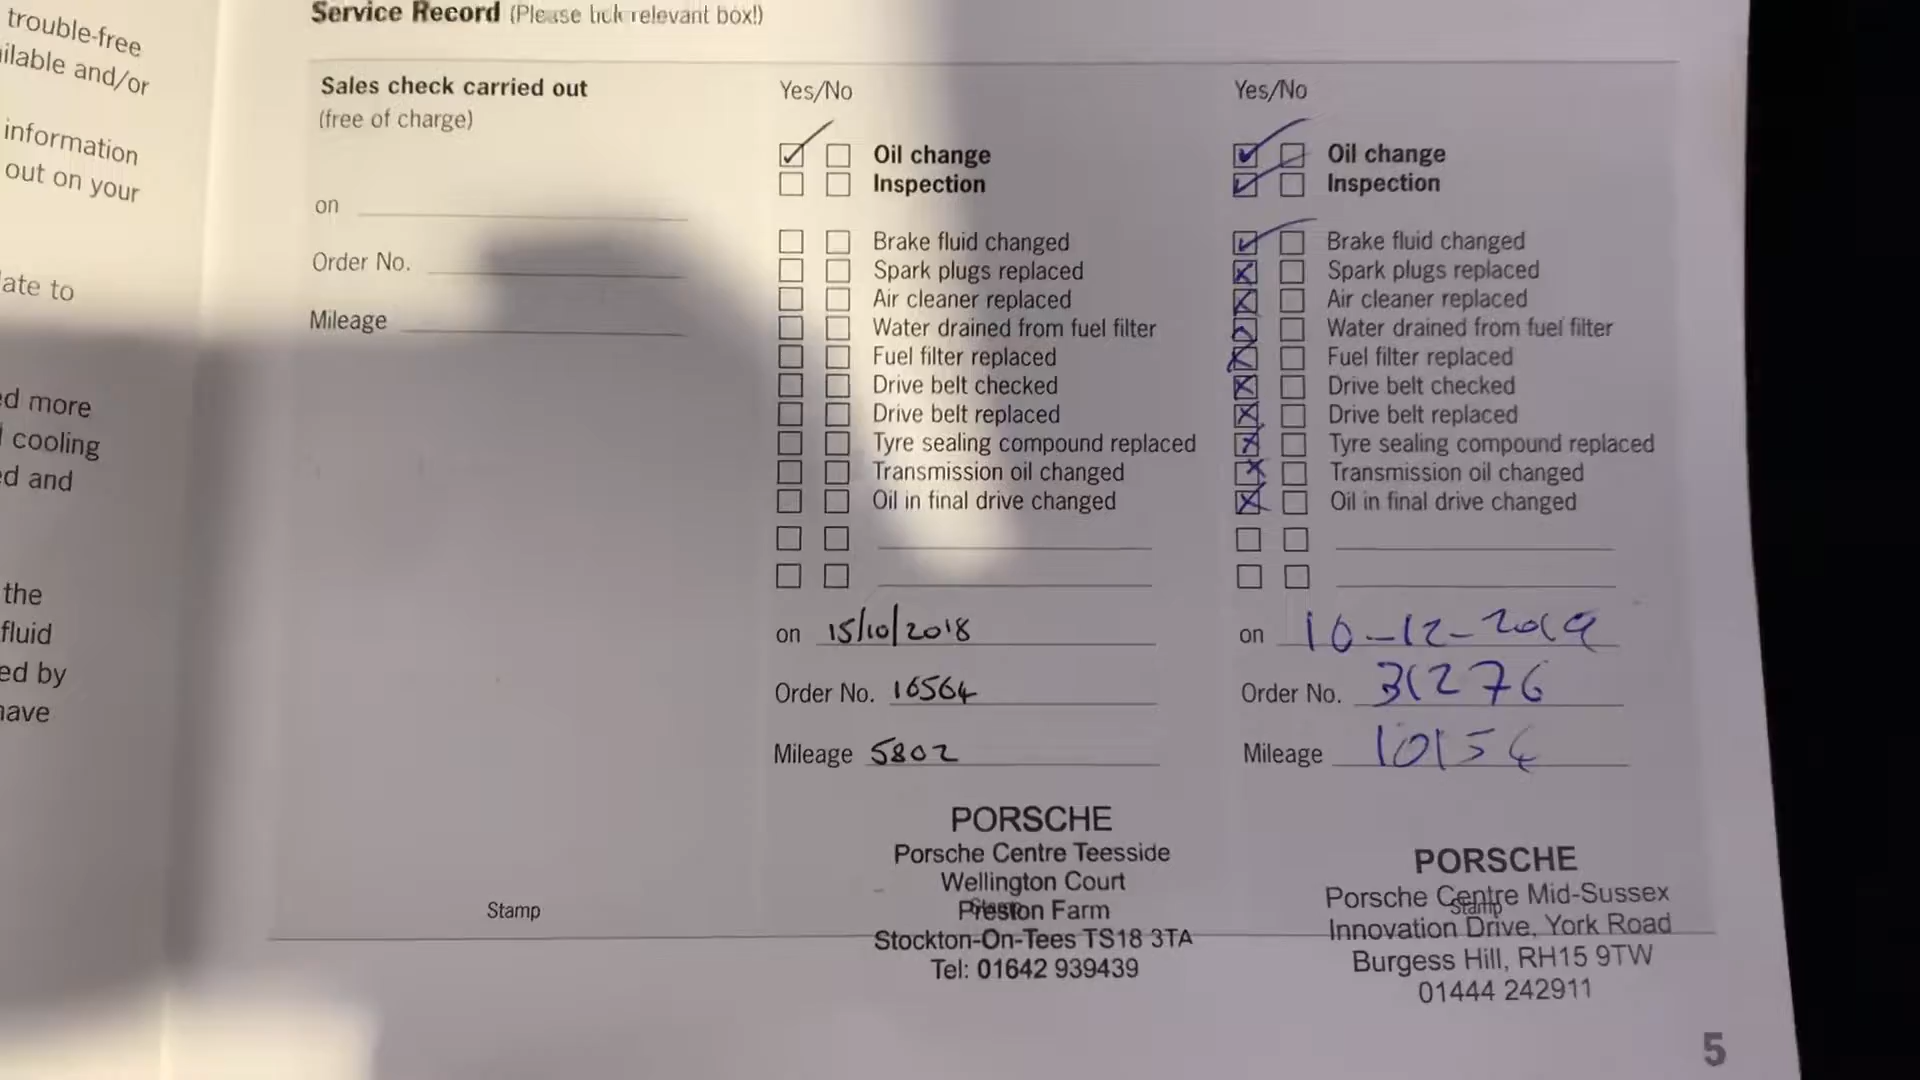 trouble-free
ilable and/or
information
out on your
ate to
ed more
cooling
ed and
the
fluid
ed by
have
Service Record (Please tick relevant box!)
Sales check carried out
(free of charge)
on
Order No.
Mileage
Stamp
Yes/No
Oil change
Inspection
Brake fluid changed
Spark plugs replaced
Air cleaner replaced
Water drained from fuel filter
Fuel filter replaced
Drive belt checked
Drive belt replaced
Tyre sealing compound replaced
Transmission oil changed
Oil in final drive changed
on 15/10/2018
Order No. 16564
Mileage 5802
PORSCHE
Porsche Centre Teesside
Wellington Court
Preston Farm
Stockton-On-Tees TS18 3TA
Tel: 01642 939439
Yes/No
Oil change
Inspection
Brake fluid changed
Spark plugs replaced
Air cleaner replaced
Water drained from fuel filter
Fuel filter replaced
Drive belt checked
Drive belt replaced
Tyre sealing compound replaced
Transmission oil changed
Oil in final drive changed
on 10-12-2019
Order No. 31276
Mileage 10154
PORSCHE
Porsche Centre Mid-Sussex
Stamp
Innovation Drive, York Road
Burgess Hill, RH15 9TW
01444 242911
5